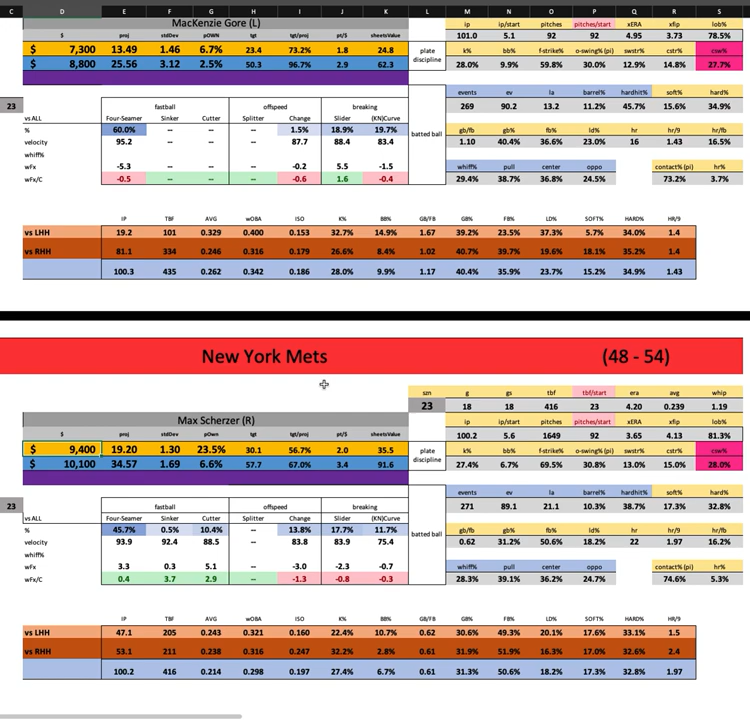 C D E F G H I J K L M N O P Q R S
MacKenzie Gore (L) ip ip/start pitches pitches/start xERA xfip lob%
$ proj stdDev pOWN tgt tgt/proj pt/$ sheetsValue 101.0 5.1 92 92 4.95 3.73 78.5%
$ 7,300 13.49 1.46 6.7% 23.4 73.2% 1.8 24.8 plate discipline k% bb% f-strike% o-swing% (pi) swstr% cstr% csw%
$ 8,800 25.56 3.12 2.5% 50.3 96.7% 2.9 62.3 28.0% 9.9% 59.8% 30.0% 12.9% 14.8% 27.7%
events ev la barrel% hardhit% soft% hard%
23 fastball offspeed breaking 269 90.2 13.2 11.2% 45.7% 15.6% 34.9%
vs ALL Four-Seamer Sinker Cutter Splitter Change Slider (KN)Curve
% 60.0% -- -- -- 1.5% 18.9% 19.7% batted ball gb/fb gb% fb% ld% hr hr/9 hr/fb
velocity 95.2 -- -- -- 87.7 88.4 83.4 1.10 40.4% 36.6% 23.0% 16 1.43 16.5%
whiff%
wFx -5.3 -- -- -- -0.2 5.5 -1.5 whiff% pull center oppo contact% (pi) hr%
wFx/C -0.5 -- -- -- -0.6 1.6 -0.4 29.4% 38.7% 36.8% 24.5% 73.2% 3.7%
IP TBF AVG wOBA ISO K% BB% GB/FB GB% FB% LD% SOFT% HARD% HR/9
vs LHH 19.2 101 0.329 0.400 0.153 32.7% 14.9% 1.67 39.2% 23.5% 37.3% 5.7% 34.0% 1.4
vs RHH 81.1 334 0.246 0.316 0.179 26.6% 8.4% 1.02 40.7% 39.7% 19.6% 18.1% 35.2% 1.4
100.3 435 0.262 0.342 0.186 28.0% 9.9% 1.17 40.4% 35.9% 23.7% 15.2% 34.9% 1.43
New York Mets (48 - 54)
szn g gs tbf tbf/start era avg whip
23 18 18 416 23 4.20 0.239 1.19
Max Scherzer (R) ip ip/start pitches pitches/start xERA xfip lob%
$ proj stdDev pOwn tgt tgt/proj pt/$ sheetsValue 100.2 5.6 1649 92 3.65 4.13 81.3%
$ 9,400 19.20 1.30 23.5% 30.1 56.7% 2.0 35.5 plate discipline k% bb% f-strike% o-swing% (pi) swstr% cstr% csw%
$ 10,100 34.57 1.69 6.6% 57.7 67.0% 3.4 91.6 27.4% 6.7% 69.5% 30.8% 13.0% 15.0% 28.0%
events ev la barrel% hardhit% soft% hard%
23 fastball offspeed breaking 271 89.1 21.1 10.3% 38.7% 17.3% 32.8%
vs ALL Four-Seamer Sinker Cutter Splitter Change Slider (KN)Curve
% 45.7% 0.5% 10.4% -- 13.8% 17.7% 11.7% batted ball gb/fb gb% fb% ld% hr hr/9 hr/fb
velocity 93.9 92.4 88.5 -- 83.8 83.9 75.4 0.62 31.2% 50.6% 18.2% 22 1.97 16.2%
whiff%
wFx 3.3 0.3 5.1 -3.0 -2.3 -0.7 whiff% pull center oppo contact% (pi) hr%
wFx/C 0.4 3.7 2.9 -- -1.3 -0.8 -0.3 28.3% 39.1% 36.2% 24.7% 74.6% 5.3%
IP TBF AVG wOBA ISO K% BB% GB/FB GB% FB% LD% SOFT% HARD% HR/9
vs LHH 47.1 205 0.243 0.321 0.160 22.4% 10.7% 0.62 30.6% 49.3% 20.1% 17.6% 33.1% 1.5
vs RHH 53.1 211 0.238 0.316 0.247 32.2% 2.8% 0.61 31.9% 51.9% 16.3% 17.0% 32.6% 2.4
100.2 416 0.214 0.298 0.197 27.4% 6.7% 0.61 31.3% 50.6% 18.2% 17.3% 32.8% 1.97